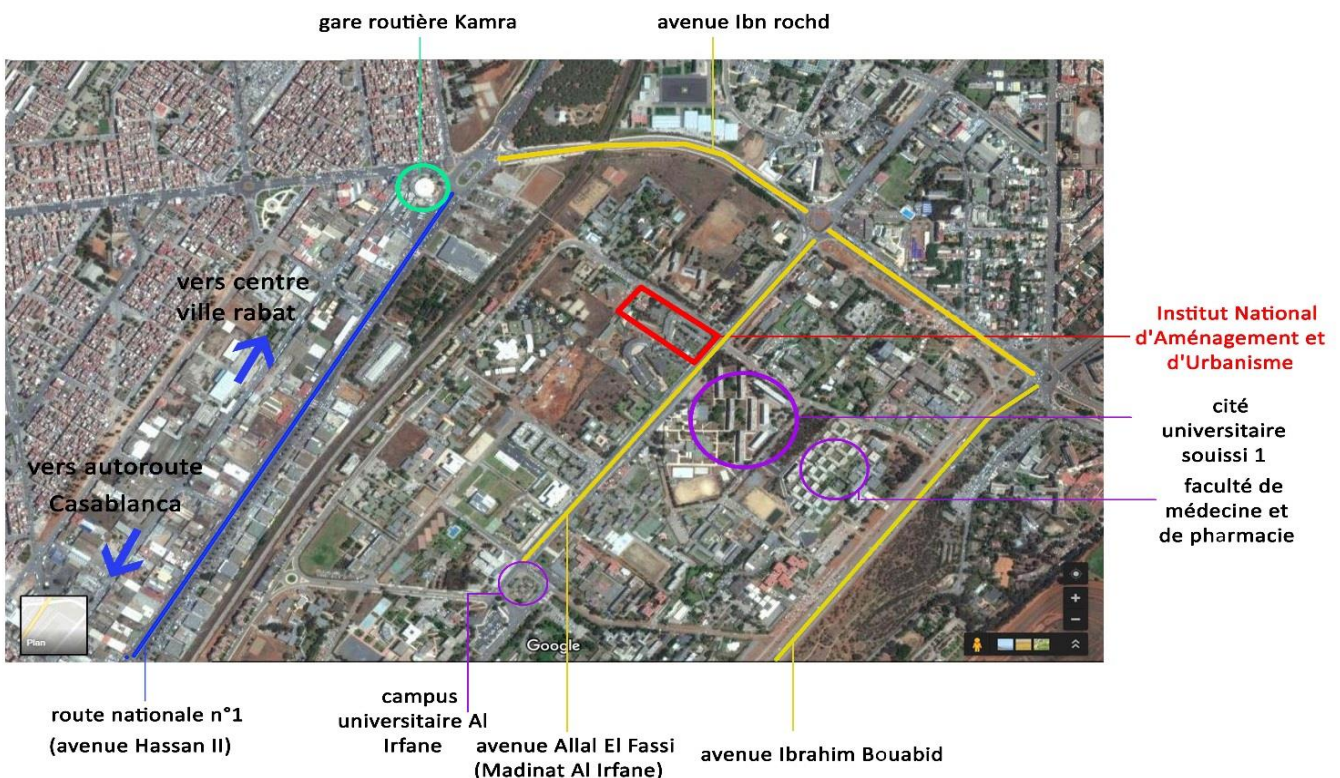 gare routière Kamra
avenue Ibn rochd
vers centre
ville rabat
Institut National
d'Aménagement et
d'Urbanisme
cité
universitaire
souissi 1
vers autoroute
Casablanca
faculté de
médecine et
de pharmacie
Plan
Google
route nationale n°1
(avenue Hassan II)
campus
universitaire Al
Irfane
avenue Allal El Fassi
(Madinat Al Irfane)
avenue Ibrahim Bouabid